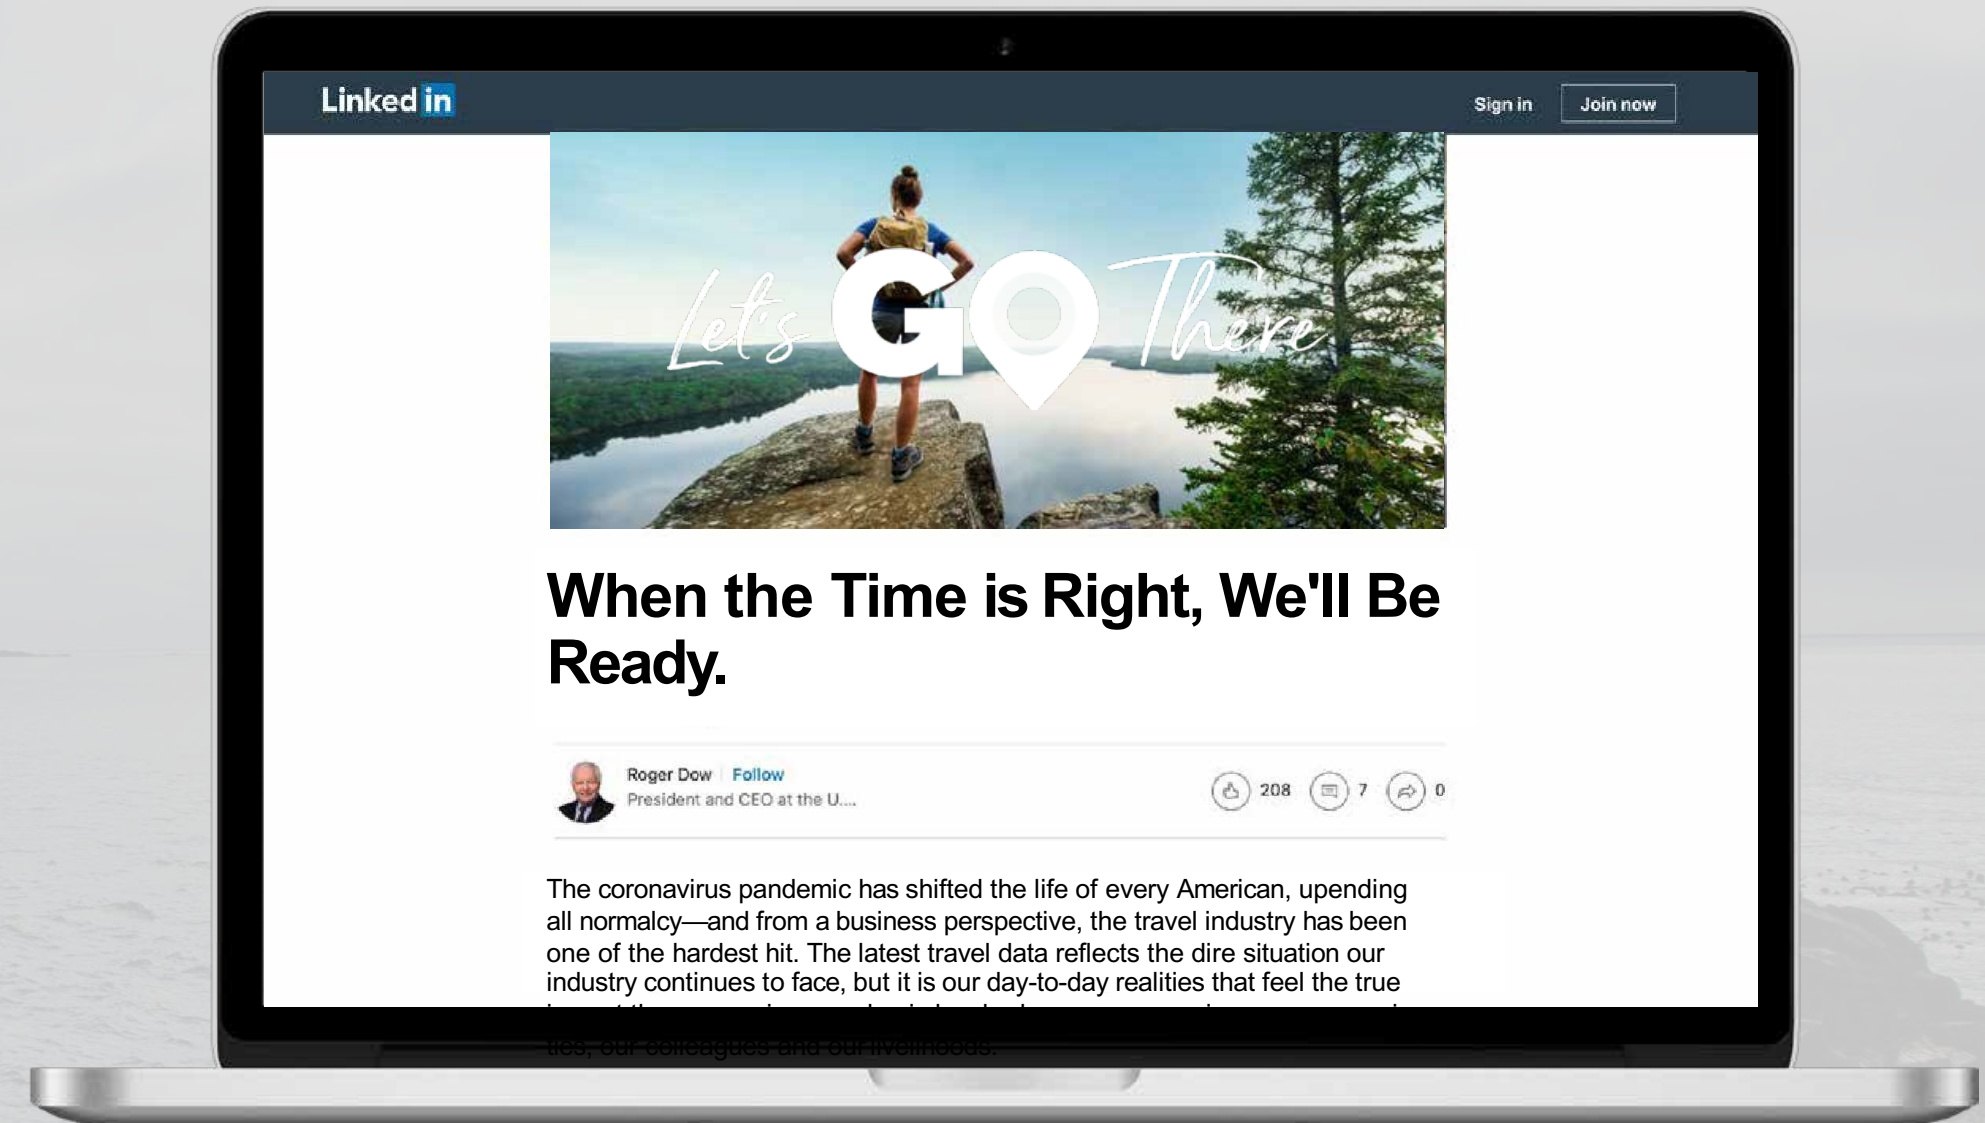 Linked in
Sign in
Join now
Let's GO There
When the Time is Right, We'll Be
Ready.
Roger Dow Follow
President and CEO at the U....
208 7 0
The coronavirus pandemic has shifted the life of every American, upending
all normalcy—and from a business perspective, the travel industry has been
one of the hardest hit. The latest travel data reflects the dire situation our
industry continues to face, but it is our day-to-day realities that feel the true
ties, our colleagues and our livelihoods.